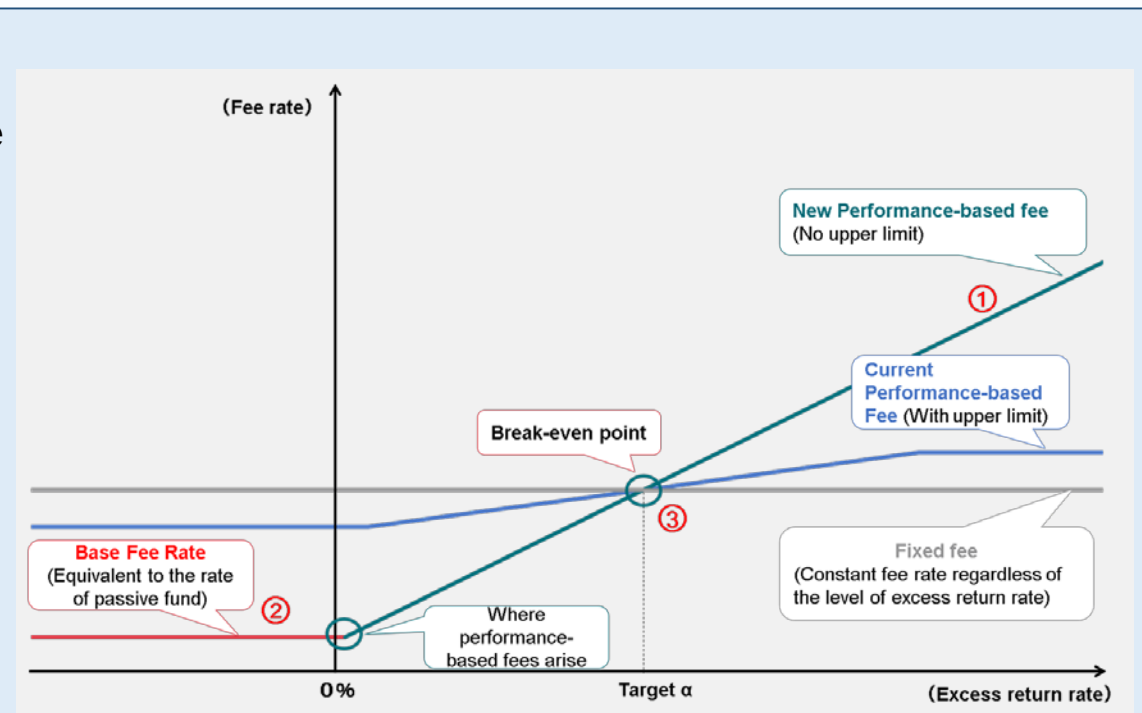 e
(Fee rate)
New Performance-based fee
(No upper limit)
①
Current
Performance-based
Fee (With upper limit)
Break-even point
③
Base Fee Rate
(Equivalent to the rate
of passive fund)
②
Fixed fee
(Constant fee rate regardless of
the level of excess return rate)
Where
performance-
based fees arise
0%
Target α
(Excess return rate)